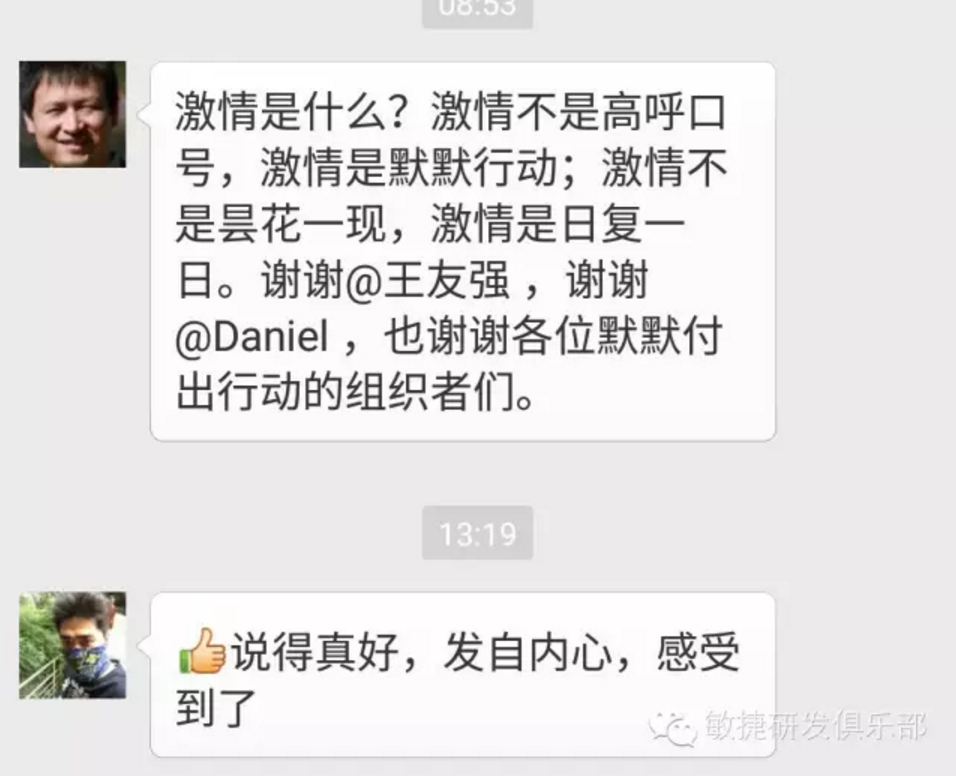 08:53
激情是什么？激情不是高呼口
号，激情是默默行动；激情不
是昙花一现，激情是日复一
日。谢谢@王友强 ，谢谢
@Daniel ，也谢谢各位默默付
出行动的组织者们。
13:19
👍说得真好，发自内心，感受
到了
敏捷研发俱乐部